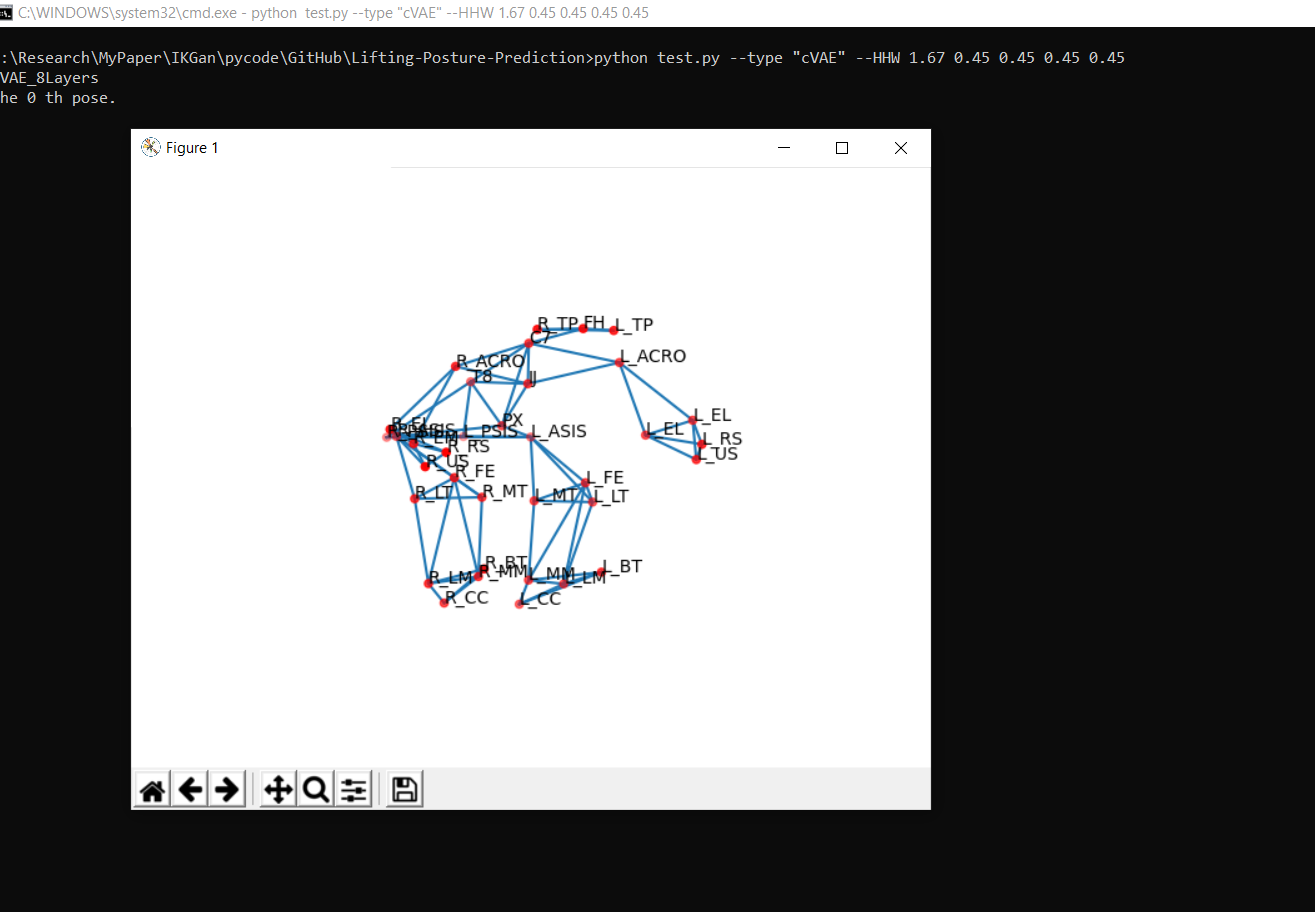 C:\WINDOWS\system32\cmd.exe - python test.py --type "cVAE" --HHW 1.67 0.45 0.45 0.45 0.45
:\Research\MyPaper\IKGan\pycode\GitHub\Lifting-Posture-Prediction>python test.py --type "cVAE" --HHW 1.67 0.45 0.45 0.45 0.45
VAE_8Layers
he 0 th pose.
Figure 1
R_TP FH L_TP
C7
R_ACRO L_ACRO
T8 IJ
R_EL PX L_EL
L_PSIS L_ASIS L_EL L_RS
R_RS L_US
R_US
R_FE L_FE
R_LT R_MT L_MT L_LT
R_BT L_BT
R_LM R_MM L_MM L_LM
R_CC L_CC